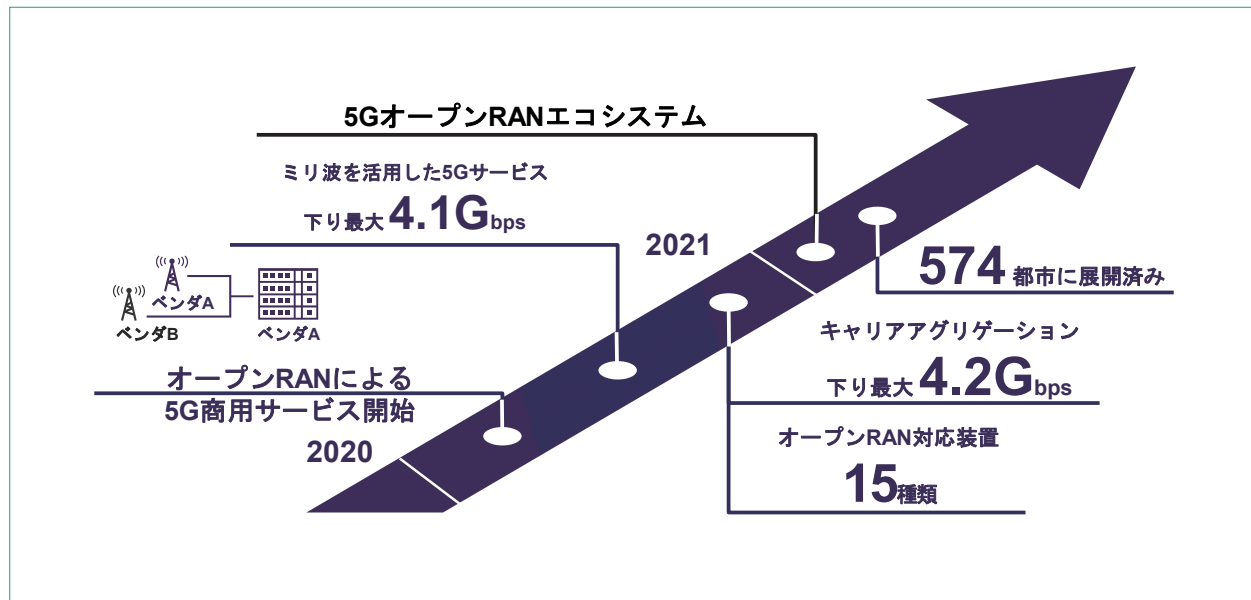 5GオープンRANエコシステム
ミリ波を活用した5Gサービス
下り最大 4.1Gbps
2021
574 都市に展開済み
ベンダA
ベンダB
ベンダA
キャリアアグリゲーション
下り最大 4.2Gbps
オープンRANによる
5G商用サービス開始
2020
オープンRAN対応装置
15種類